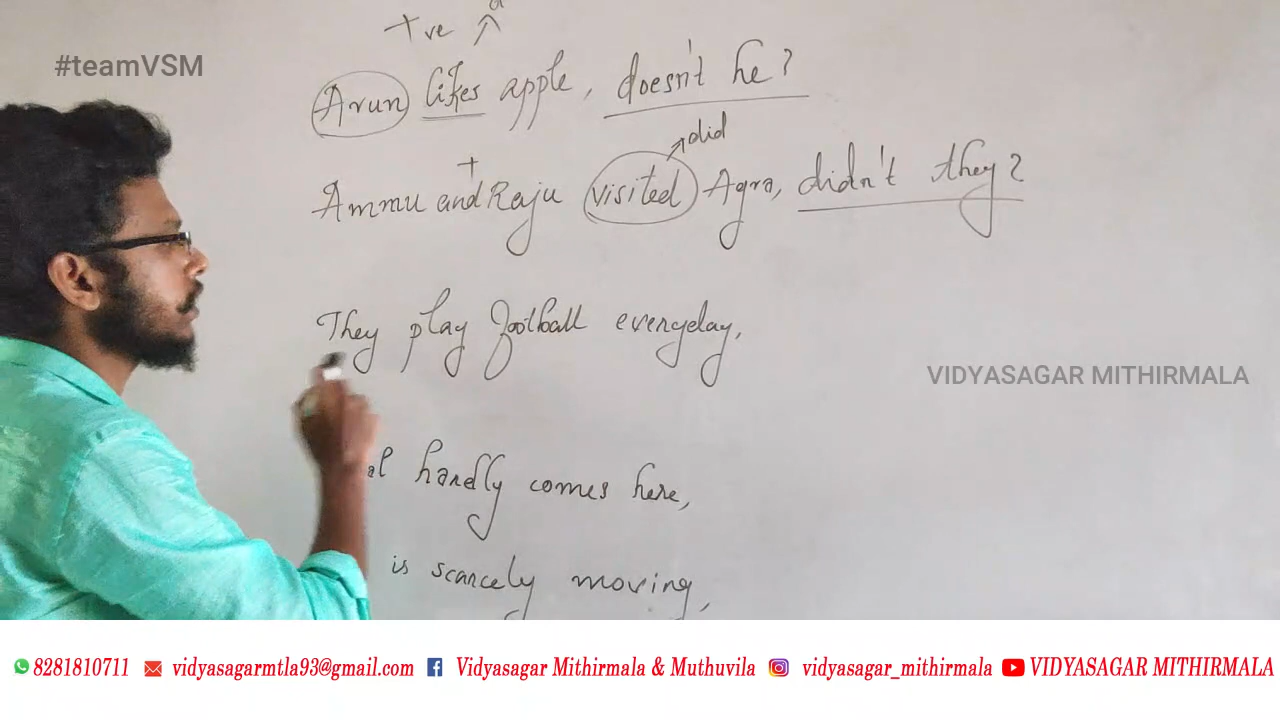 +ve
#teamVSM
Arun likes apple, doesn't he?
did
+
Ammu and Raju visited Agra, didn't they?
They play football everyday,
VIDYASAGAR MITHIRMALA
hardly comes here,
is scarcely moving,
8281810711 vidyasagarmtla93@gmail.com Vidyasagar Mithirmala & Muthuvila vidyasagar_mithirmala VIDYASAGAR MITHIRMALA